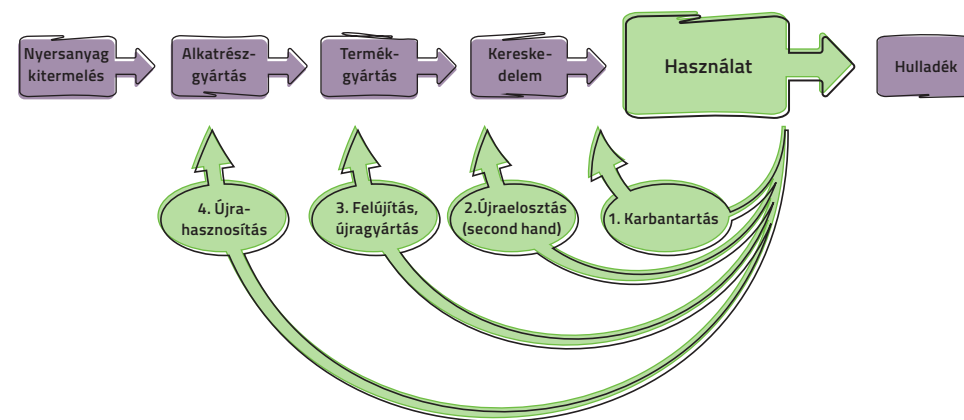 Nyersanyag
kitermelés
Alkatrész-
gyártás
Termék-
gyártás
Kereske-
delem
Használat
Hulladék
4. Újra-
hasznosítás
3. Felújítás,
újragyártás
2.Újraelosztás
(second hand)
1. Karbantartás